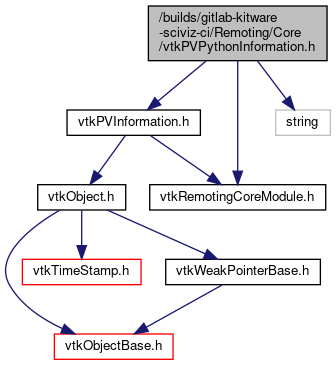 /builds/gitlab-kitware
-sciviz-ci/Remoting/Core
/vtkPVPythonInformation.h
vtkPVInformation.h
string
vtkObject.h
vtkRemotingCoreModule.h
vtkTimeStamp.h
vtkWeakPointerBase.h
vtkObjectBase.h